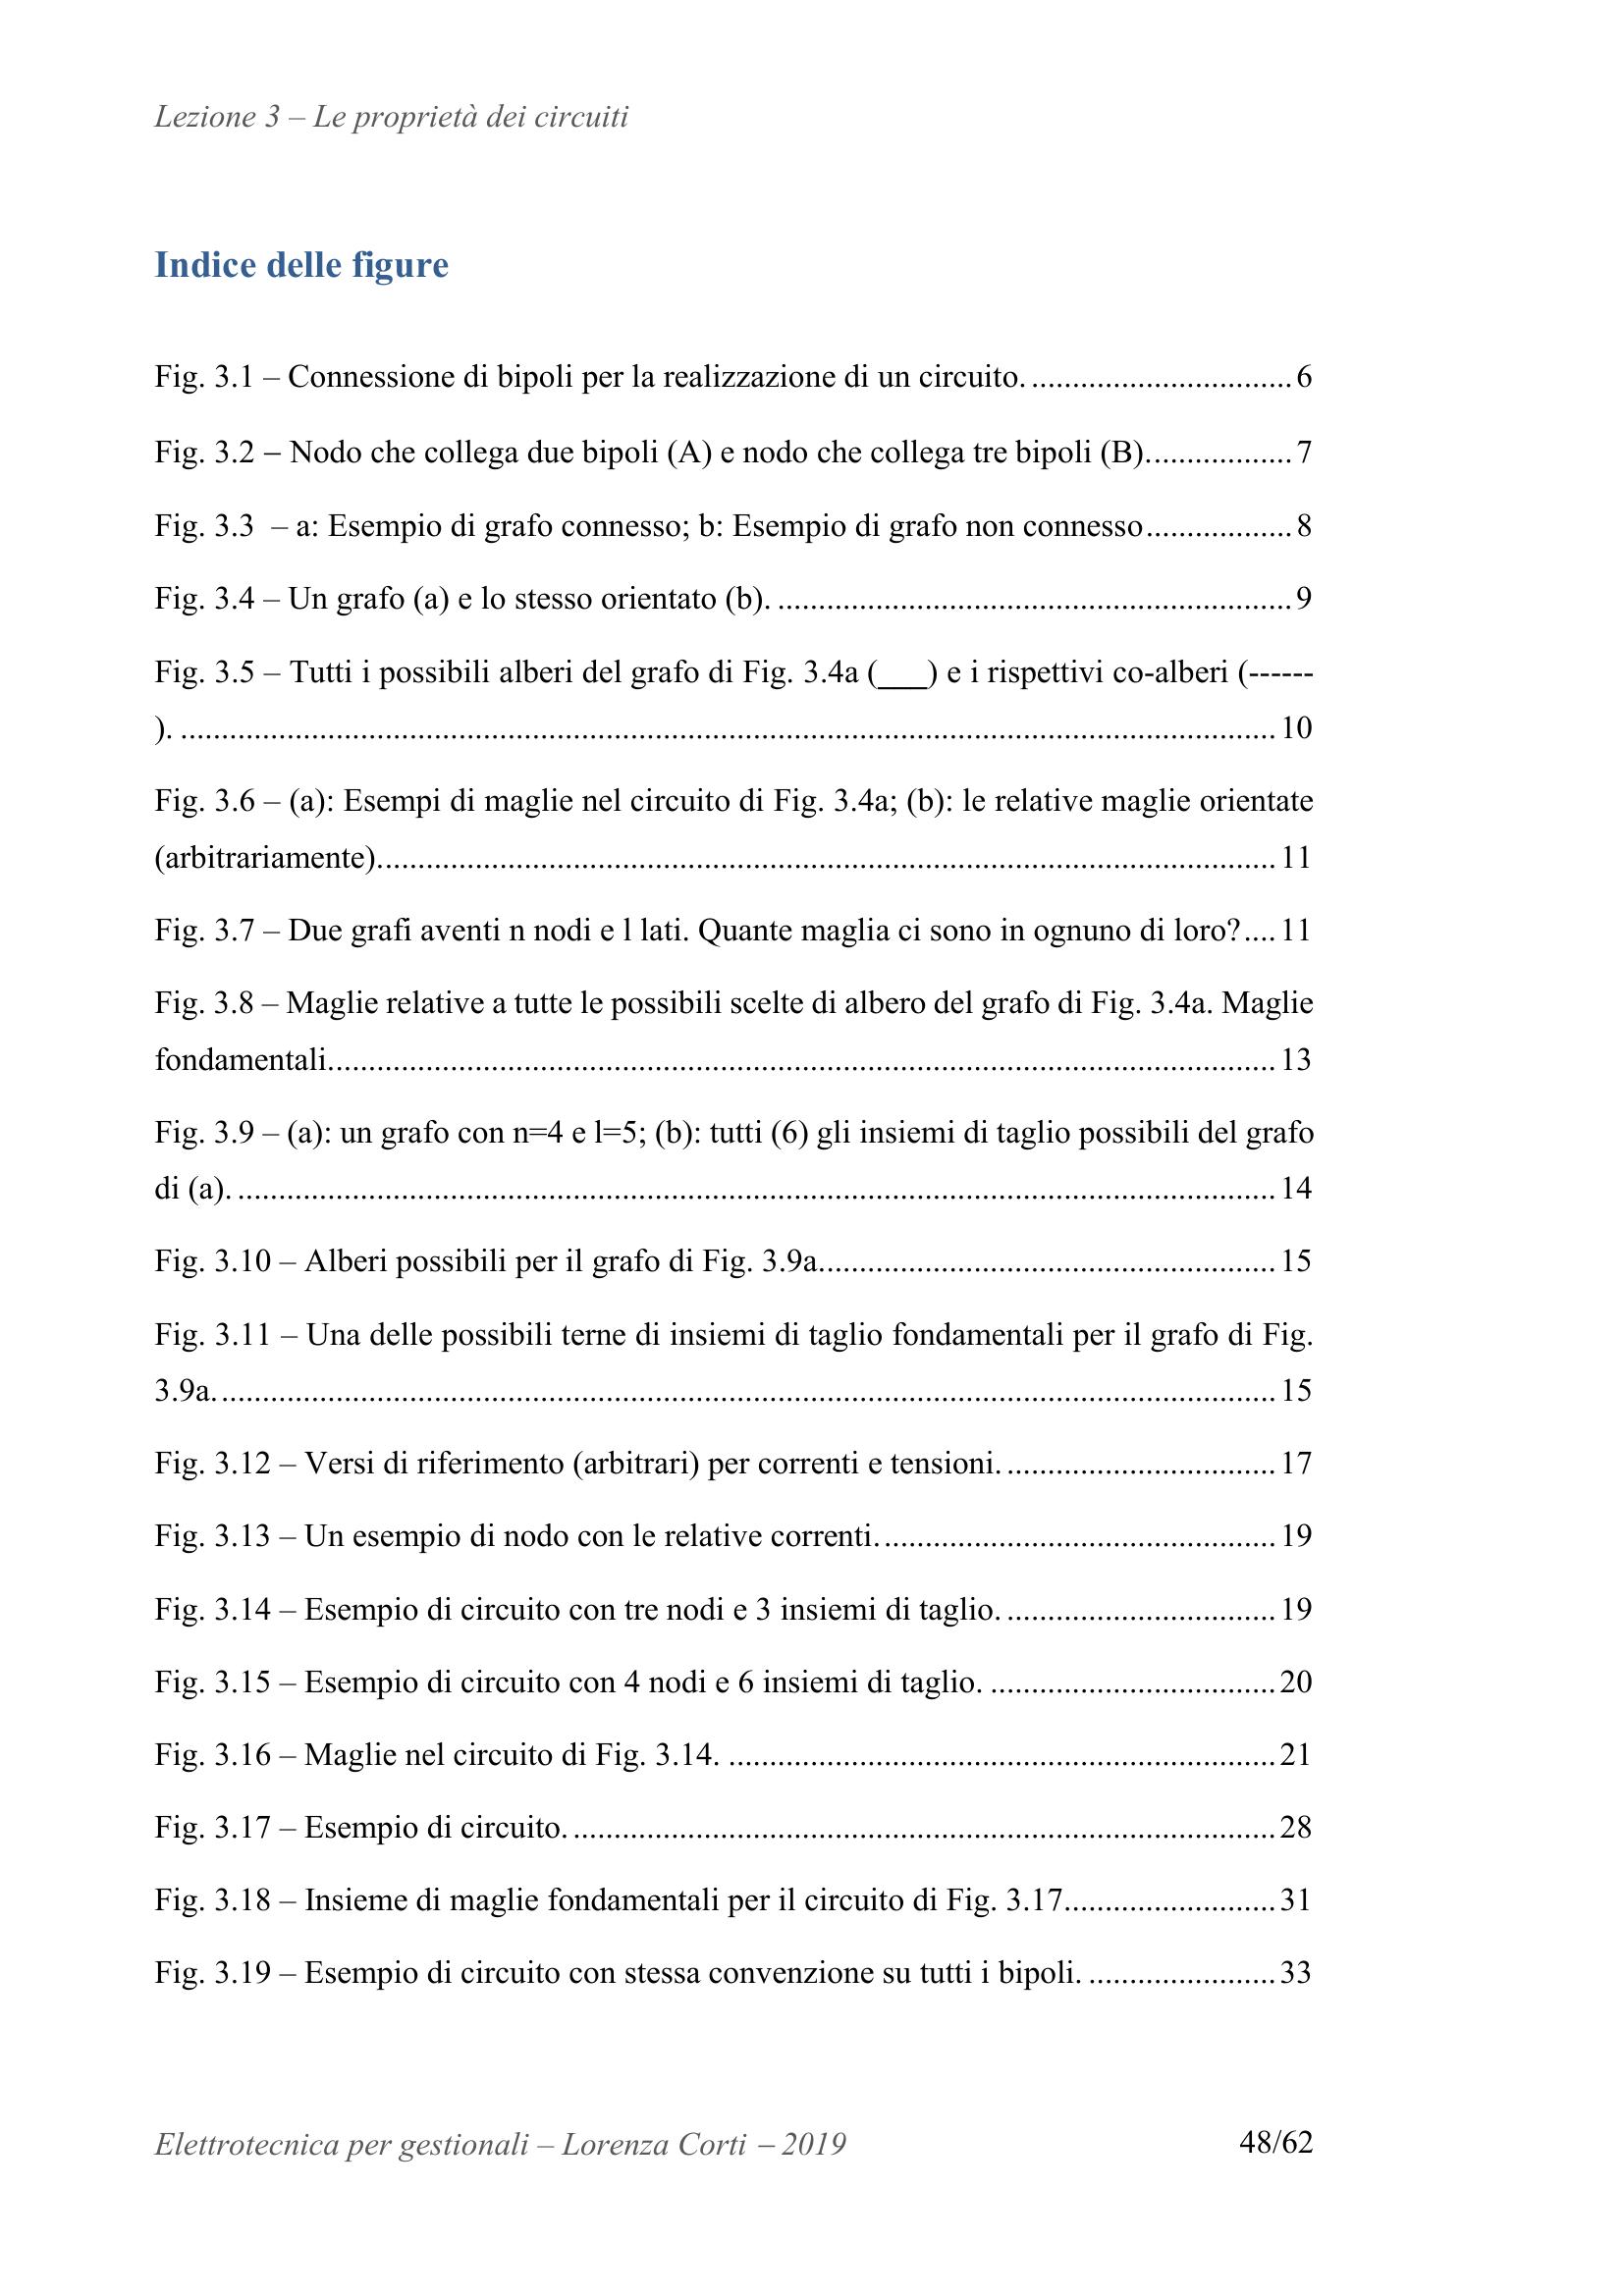 Lezione 3 – Le proprietà dei circuiti
Indice delle figure
Fig. 3.1 – Connessione di bipoli per la realizzazione di un circuito. ................................ 6
Fig. 3.2 – Nodo che collega due bipoli (A) e nodo che collega tre bipoli (B)................. 7
Fig. 3.3  – a: Esempio di grafo connesso; b: Esempio di grafo non connesso.................. 8
Fig. 3.4 – Un grafo (a) e lo stesso orientato (b). ............................................................... 9
Fig. 3.5 – Tutti i possibili alberi del grafo di Fig. 3.4a (___) e i rispettivi co-alberi (------
). ....................................................................................................................................... 10
Fig. 3.6 – (a): Esempi di maglie nel circuito di Fig. 3.4a; (b): le relative maglie orientate
(arbitrariamente).............................................................................................................. 11
Fig. 3.7 – Due grafi aventi n nodi e l lati. Quante maglia ci sono in ognuno di loro?.... 11
Fig. 3.8 – Maglie relative a tutte le possibili scelte di albero del grafo di Fig. 3.4a. Maglie
fondamentali.................................................................................................................... 13
Fig. 3.9 – (a): un grafo con n=4 e l=5; (b): tutti (6) gli insiemi di taglio possibili del grafo
di (a). ................................................................................................................................ 14
Fig. 3.10 – Alberi possibili per il grafo di Fig. 3.9a........................................................ 15
Fig. 3.11 – Una delle possibili terne di insiemi di taglio fondamentali per il grafo di Fig.
3.9a.................................................................................................................................. 15
Fig. 3.12 – Versi di riferimento (arbitrari) per correnti e tensioni. ................................. 17
Fig. 3.13 – Un esempio di nodo con le relative correnti................................................. 19
Fig. 3.14 – Esempio di circuito con tre nodi e 3 insiemi di taglio. ................................. 19
Fig. 3.15 – Esempio di circuito con 4 nodi e 6 insiemi di taglio. ................................... 20
Fig. 3.16 – Maglie nel circuito di Fig. 3.14. ................................................................... 21
Fig. 3.17 – Esempio di circuito. ...................................................................................... 28
Fig. 3.18 – Insieme di maglie fondamentali per il circuito di Fig. 3.17.......................... 31
Fig. 3.19 – Esempio di circuito con stessa convenzione su tutti i bipoli. ....................... 33
Elettrotecnica per gestionali – Lorenza Corti – 2019 48/62